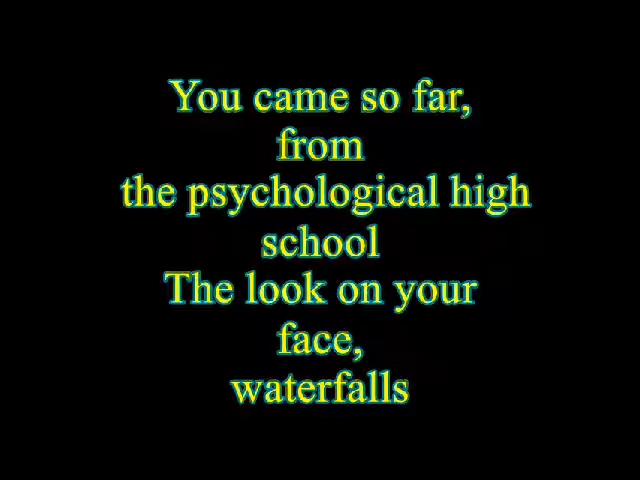 You came so far,
from
the psychological high
school
The look on your
face,
waterfalls